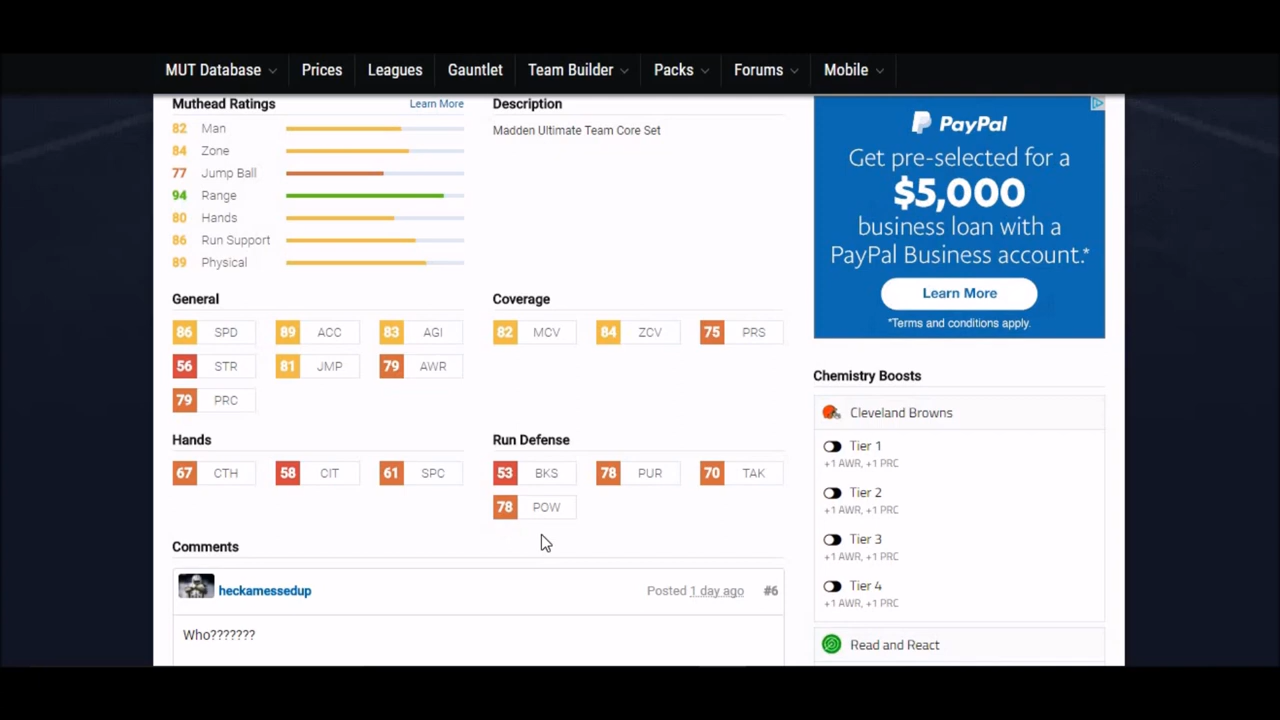 MUT Database Prices Leagues Gauntlet Team Builder Packs Forums Mobile
Muthead Ratings Learn More
82 Man
84 Zone
77 Jump Ball
94 Range
80 Hands
86 Run Support
89 Physical
Description
Madden Ultimate Team Core Set
General
86 SPD 89 ACC 83 AGI
56 STR 81 JMP 79 AWR
79 PRC
Coverage
82 MCV 84 ZCV 75 PRS
Hands
67 CTH 58 CIT 61 SPC
Run Defense
53 BKS 78 PUR 70 TAK
78 POW
Comments
heckamessedup Posted 1 day ago #6
Who???????
PayPal
Get pre-selected for a
$5,000
business loan with a
PayPal Business account.*
Learn More
*Terms and conditions apply.
Chemistry Boosts
Cleveland Browns
Tier 1
+1 AWR, +1 PRC
Tier 2
+1 AWR, +1 PRC
Tier 3
+1 AWR, +1 PRC
Tier 4
+1 AWR, +1 PRC
Read and React